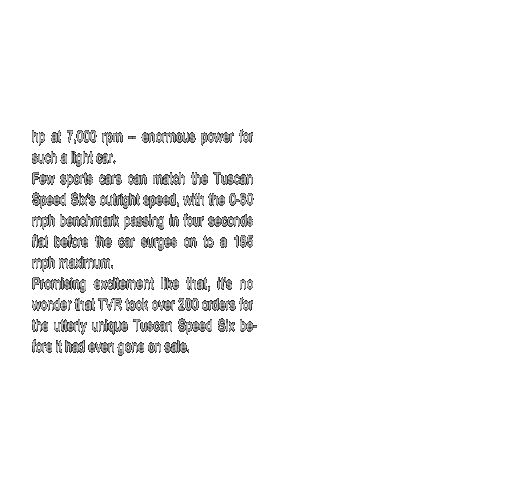 hp at 7,000 rpm – enormous power for
such a light car.
Few sports cars can match the Tuscan
Speed Six's outright speed, with the 0-60
mph benchmark passing in four seconds
flat before the car surges on to a 195
mph maximum.
Promising excitement like that, it's no
wonder that TVR took over 200 orders for
the utterly unique Tuscan Speed Six be-
fore it had even gone on sale.